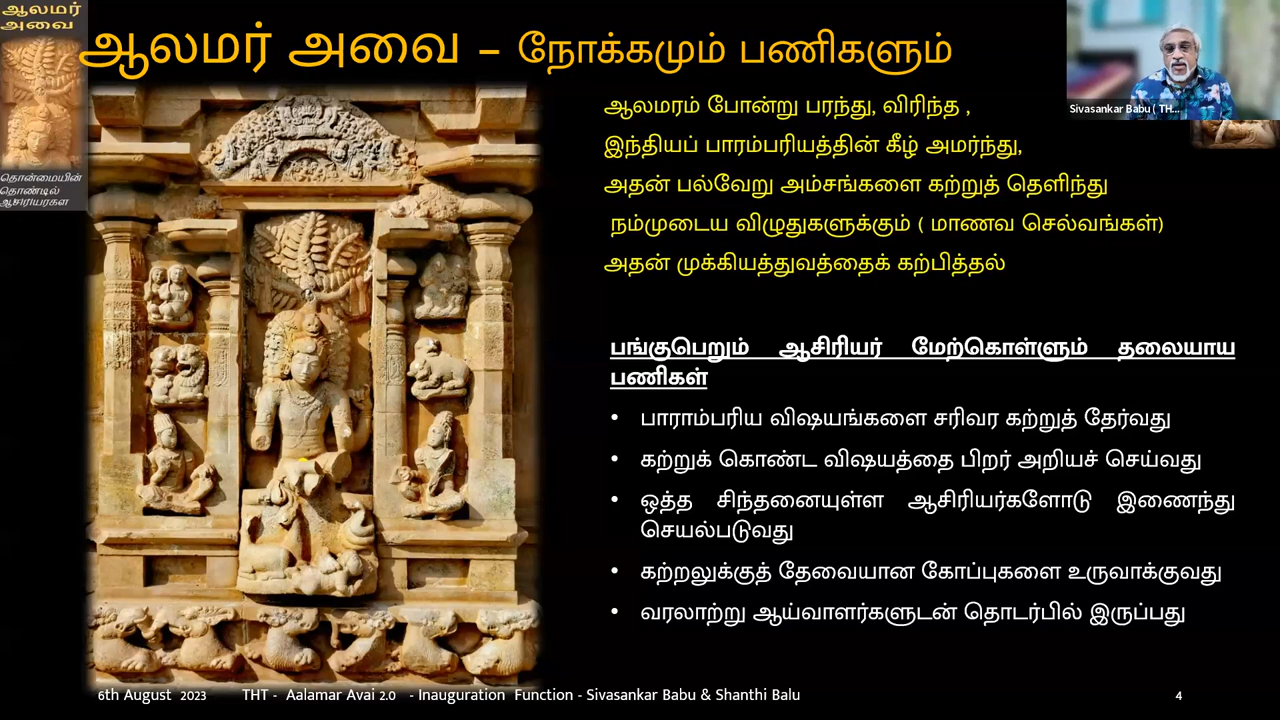 ஆலமர்
அவை
தொன்மையின்
தொண்டில்
ஆசிரியர்கள்
ஆலமர் அவை – நோக்கமும் பணிகளும்
Sivasankar Babu ( TH...
ஆலமரம் போன்று பரந்து, விரிந்த ,
இந்தியப் பாரம்பரியத்தின் கீழ் அமர்ந்து,
அதன் பல்வேறு அம்சங்களை கற்றுத் தெளிந்து
நம்முடைய விழுதுகளுக்கும் ( மாணவ செல்வங்கள்)
அதன் முக்கியத்துவத்தைக் கற்பித்தல்
பங்குபெறும் ஆசிரியர் மேற்கொள்ளும் தலையாய
பணிகள்
• பாராம்பரிய விஷயங்களை சரிவர கற்றுத் தேர்வது
• கற்றுக் கொண்ட விஷயத்தை பிறர் அறியச் செய்வது
• ஒத்த சிந்தனையுள்ள ஆசிரியர்களோடு இணைந்து
செயல்படுவது
• கற்றலுக்குத் தேவையான கோப்புகளை உருவாக்குவது
• வரலாற்று ஆய்வாளர்களுடன் தொடர்பில் இருப்பது
6th August 2023 THT - Aalamar Avai 2.0 - Inauguration Function - Sivasankar Babu & Shanthi Balu 4